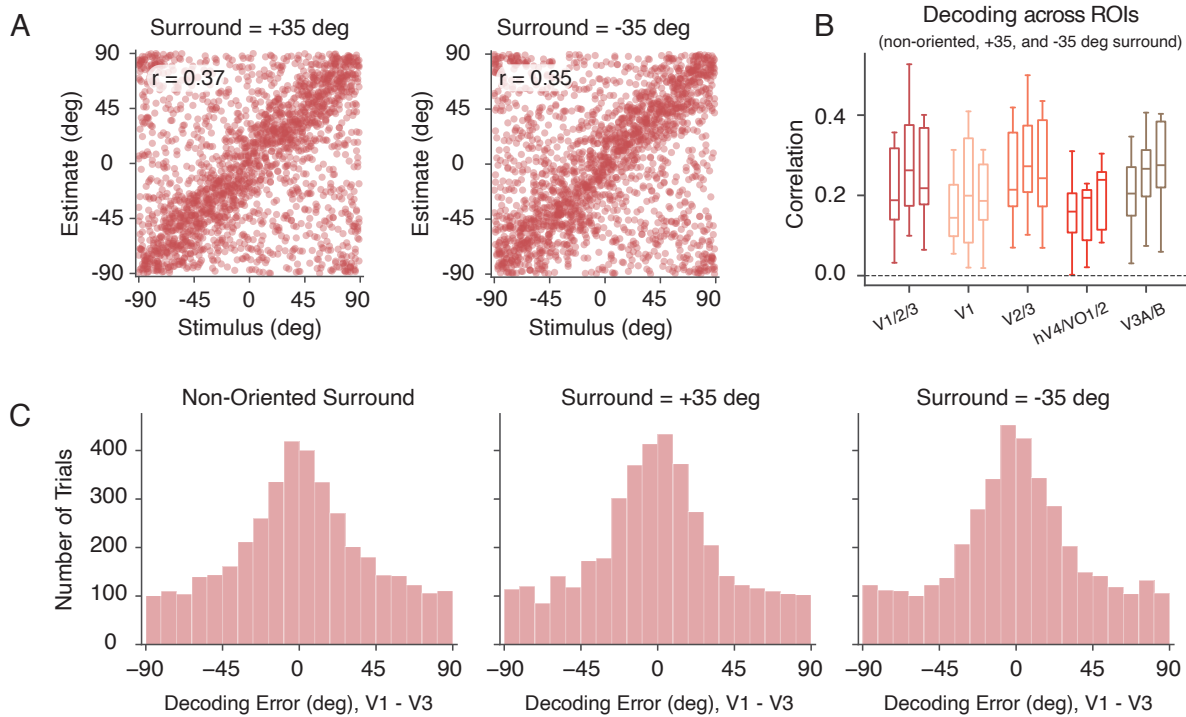 A
Surround = +35 deg
r = 0.37
Estimate (deg)
90
45
0
-45
-90
-90 -45 0 45 90
Stimulus (deg)
Surround = -35 deg
r = 0.35
Estimate (deg)
90
45
0
-45
-90
-90 -45 0 45 90
Stimulus (deg)
B
Decoding across ROIs
(non-oriented, +35, and -35 deg surround)
Correlation
0.4
0.2
0.0
V1/2/3 V1 V2/3 hV4/VO1/2 V3A/B
C
Non-Oriented Surround
Number of Trials
400
300
200
100
0
−90 −45 0 45 90
Decoding Error (deg), V1 - V3
Surround = +35 deg
−90 −45 0 45 90
Decoding Error (deg), V1 - V3
Surround = -35 deg
−90 −45 0 45 90
Decoding Error (deg), V1 - V3